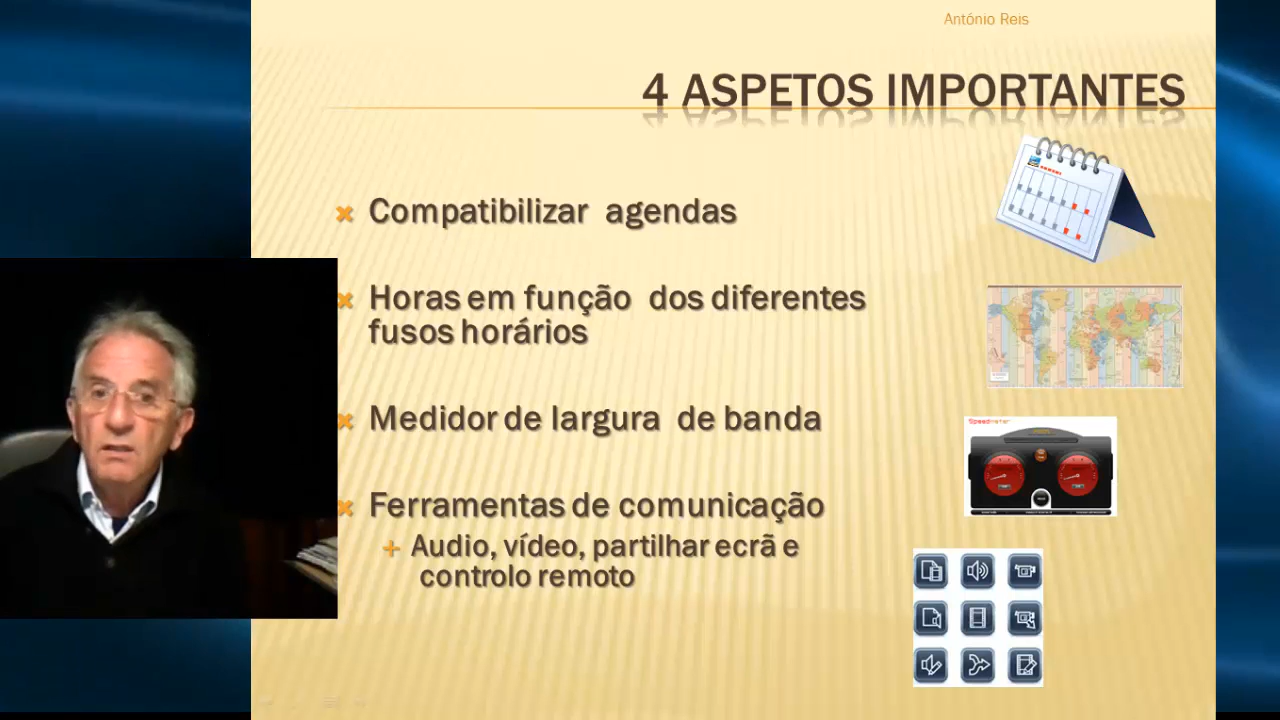 António Reis
4 ASPETOS IMPORTANTES
Compatibilizar agendas
Horas em função dos diferentes
fusos horários
Medidor de largura de banda
Speedmeter
Ferramentas de comunicação
Audio, vídeo, partilhar ecrã e
controlo remoto